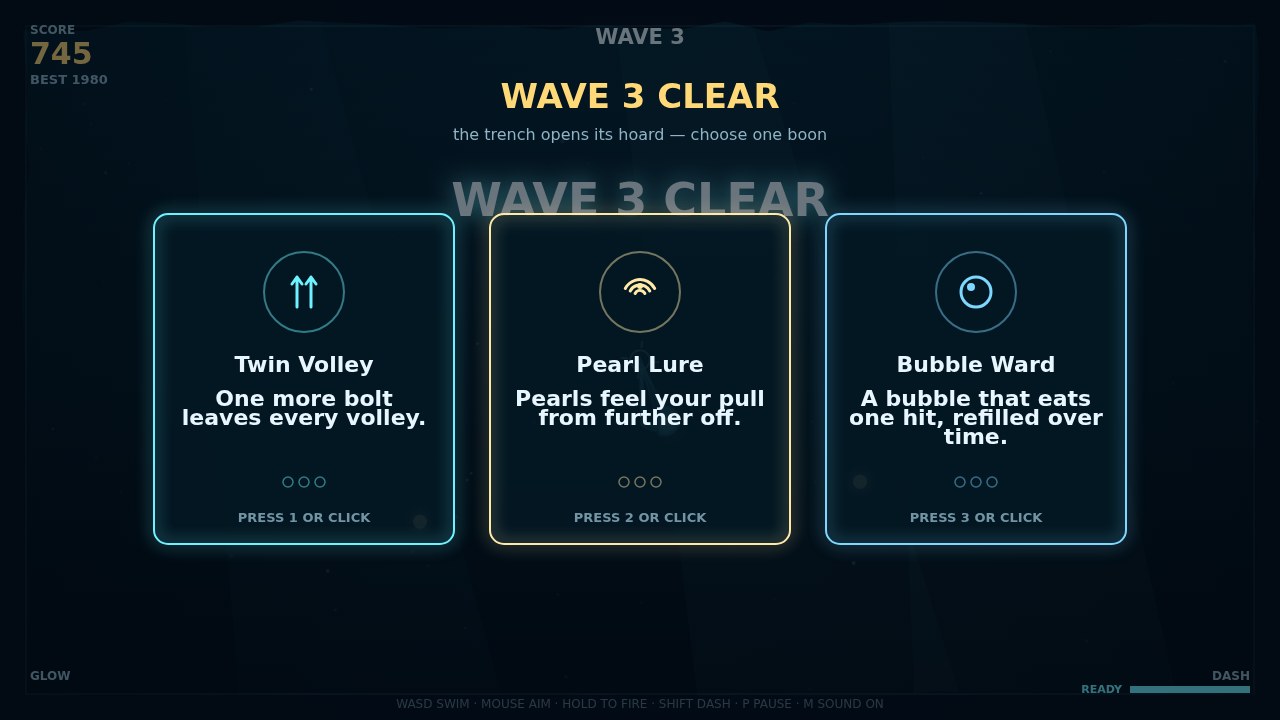 SCORE
745
BEST 1980
WAVE 3
WAVE 3 CLEAR
the trench opens its hoard — choose one boon
WAVE 3 CLEAR
Twin Volley
One more bolt
leaves every volley.
PRESS 1 OR CLICK
Pearl Lure
Pearls feel your pull
from further off.
PRESS 2 OR CLICK
Bubble Ward
A bubble that eats
one hit, refilled over
time.
PRESS 3 OR CLICK
GLOW
DASH
READY
WASD SWIM · MOUSE AIM · HOLD TO FIRE · SHIFT DASH · P PAUSE · M SOUND ON